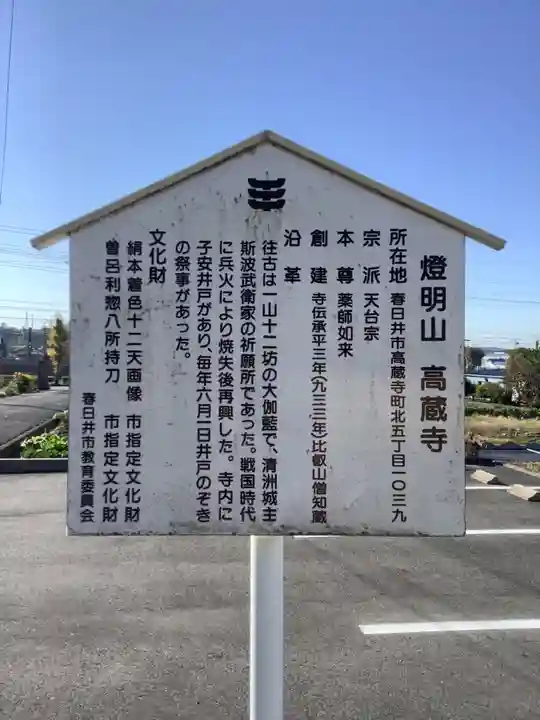 燈明山 高蔵寺
所在地 春日井市高蔵寺町北五丁目一〇三九
宗派 天台宗
本尊 薬師如来
創建 寺伝承平三年(九三三年)比叡山僧知蔵
沿革
往古は一山十二坊の大伽藍で、清洲城主
斯波武衛家の祈願所であった。戦国時代
に兵火により焼失後再興した。寺内に
子安井戸があり、毎年六月一日井戸のぞき
の祭事があった。
文化財
絹本着色十二天画像 市指定文化財
曽呂利惣八所持刀 市指定文化財
春日井市教育委員会